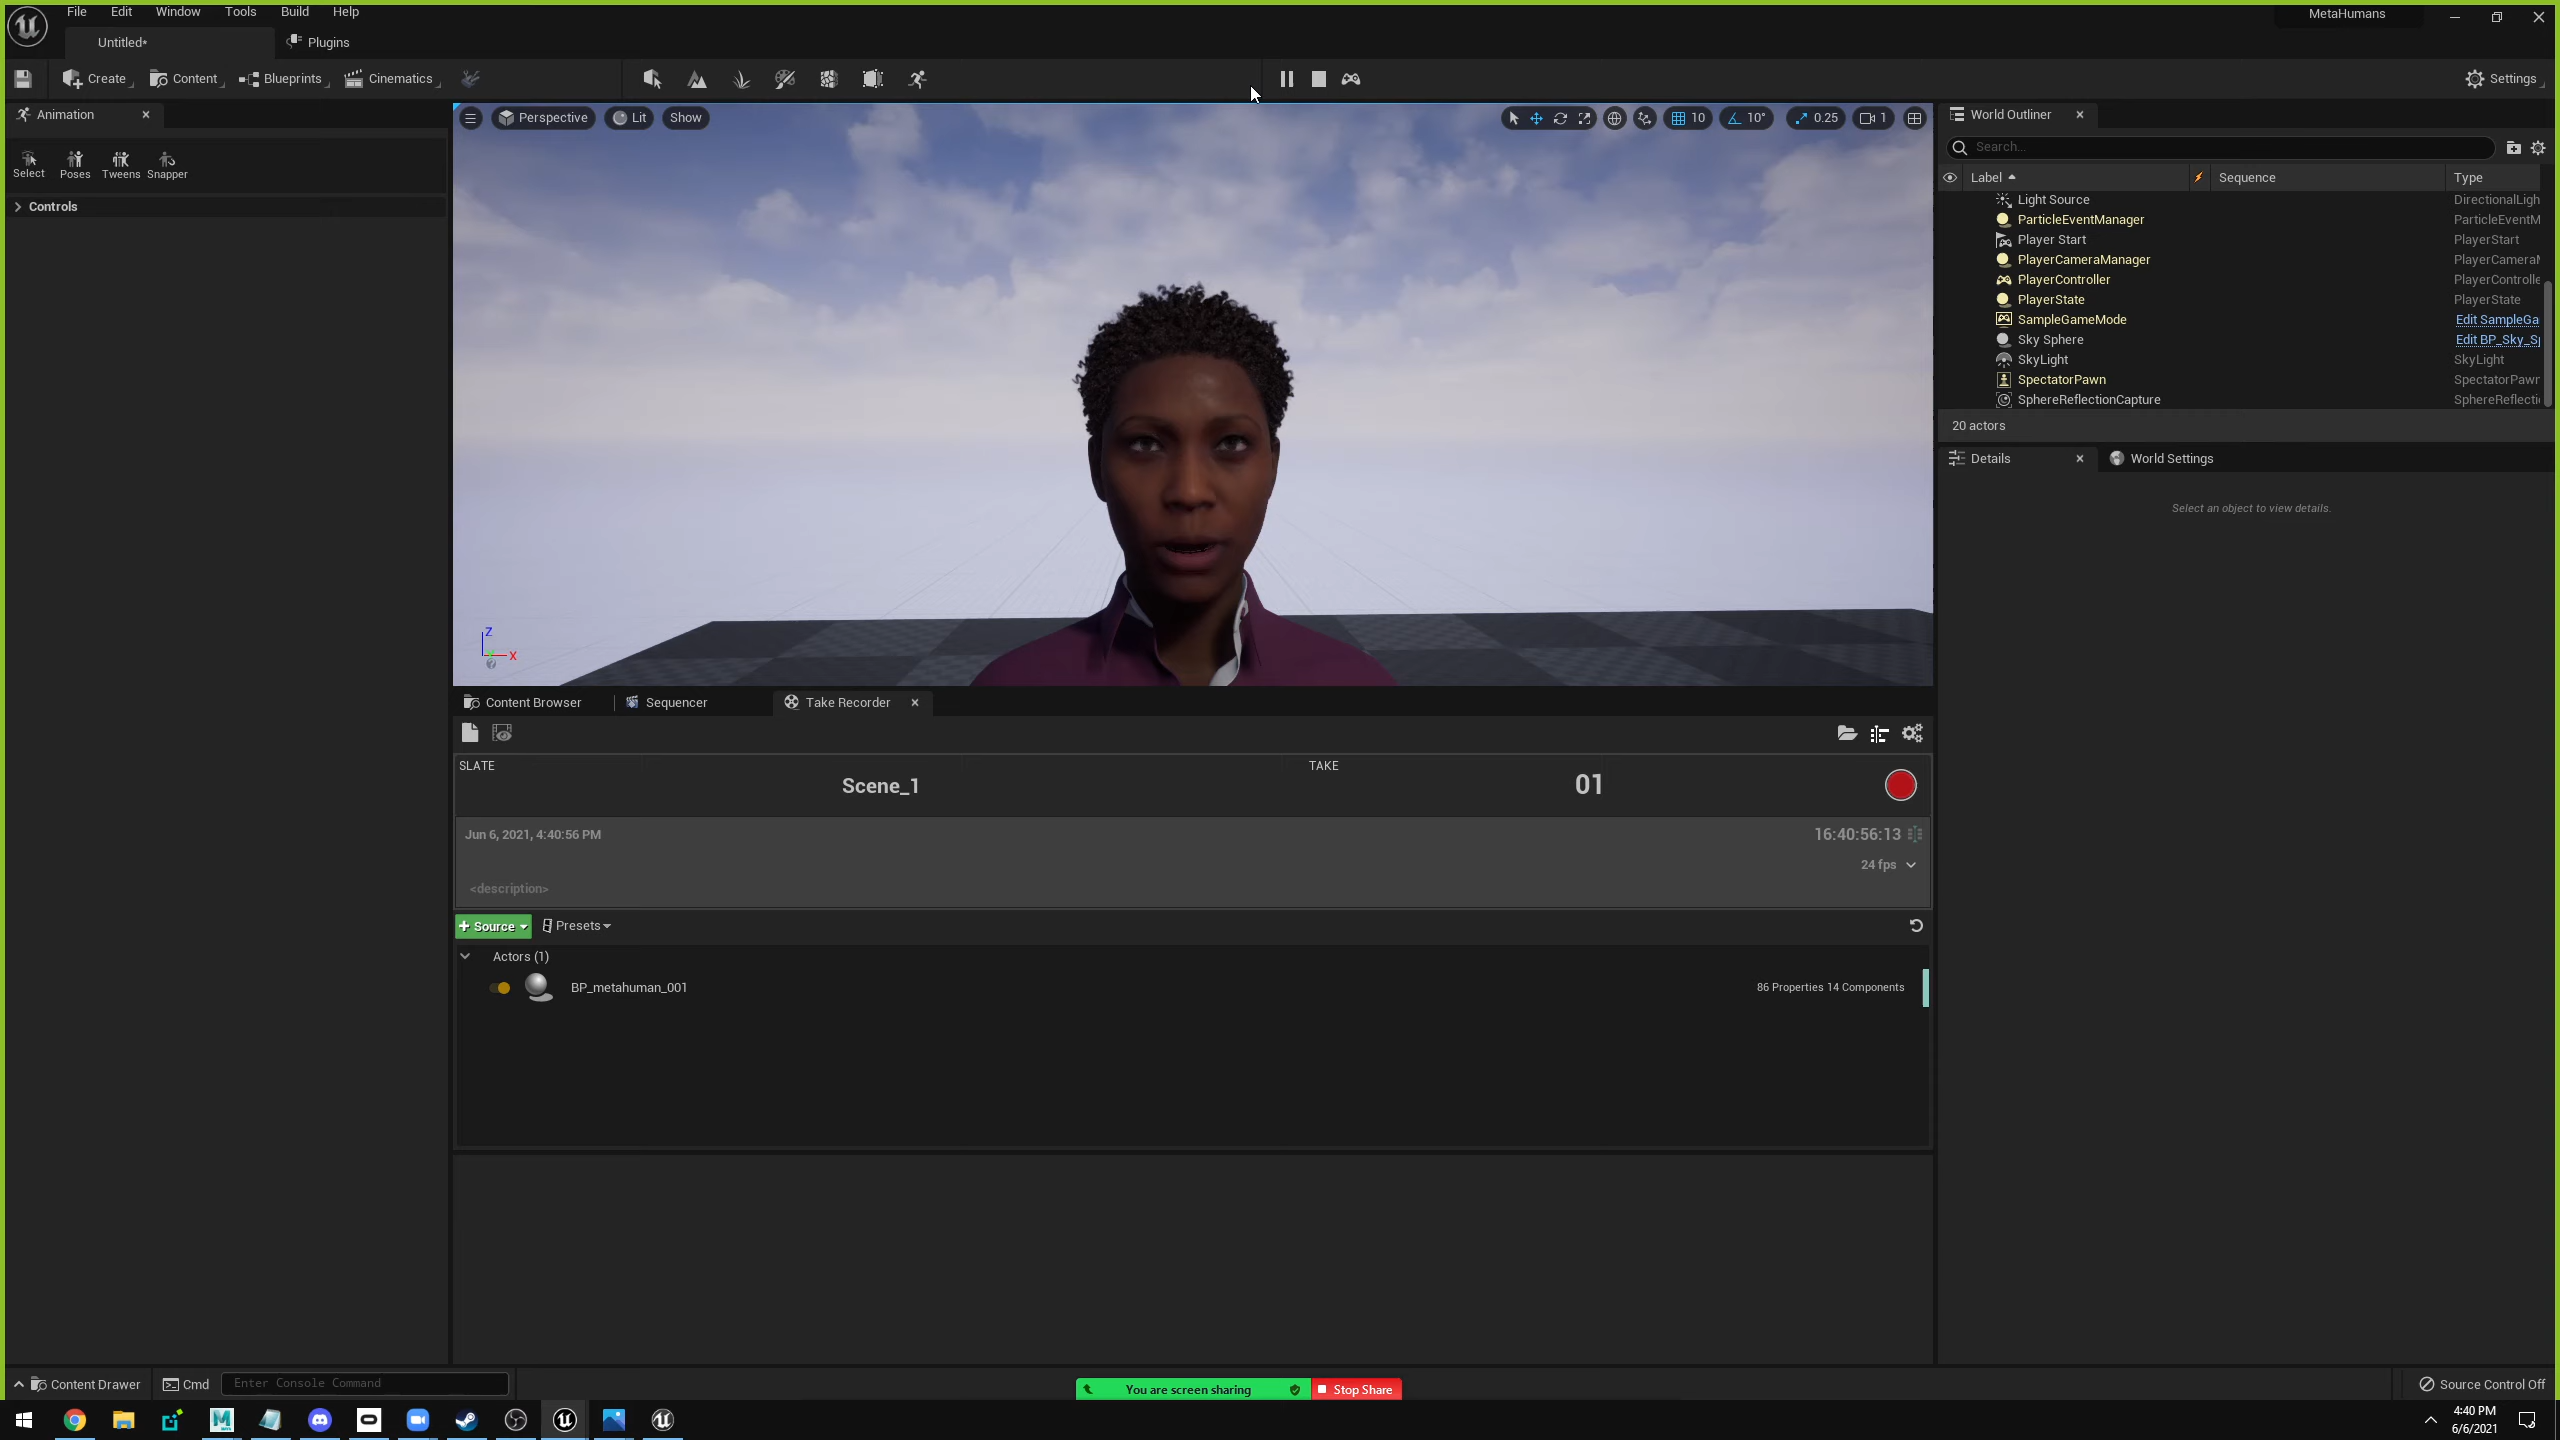 File Edit Window Tools Build Help
MetaHumans
Untitled*
Plugins
Create
Content
Blueprints
Cinematics
Settings
Animation
Perspective
Lit
Show
10
10°
0.25
1
World Outliner
Select
Poses
Tweens
Snapper
Search...
Label
Sequence
Type
Controls
Light Source
DirectionalLigh
ParticleEventManager
ParticleEventM
Player Start
PlayerStart
PlayerCameraManager
PlayerCameraM
PlayerController
PlayerControlle
PlayerState
PlayerState
SampleGameMode
Edit SampleGa
Sky Sphere
Edit BP_Sky_Sp
SkyLight
SkyLight
SpectatorPawn
SpectatorPawn
SphereReflectionCapture
SphereReflecti
20 actors
Details
World Settings
Select an object to view details.
Z
X
Content Browser
Sequencer
Take Recorder
SLATE
Scene_1
TAKE
01
Jun 6, 2021, 4:40:56 PM
16:40:56:13
24 fps
<description>
+ Source
Presets
Actors (1)
BP_metahuman_001
86 Properties 14 Components
Content Drawer
Cmd
Enter Console Command
You are screen sharing
Stop Share
Source Control Off
4:40 PM
6/6/2021